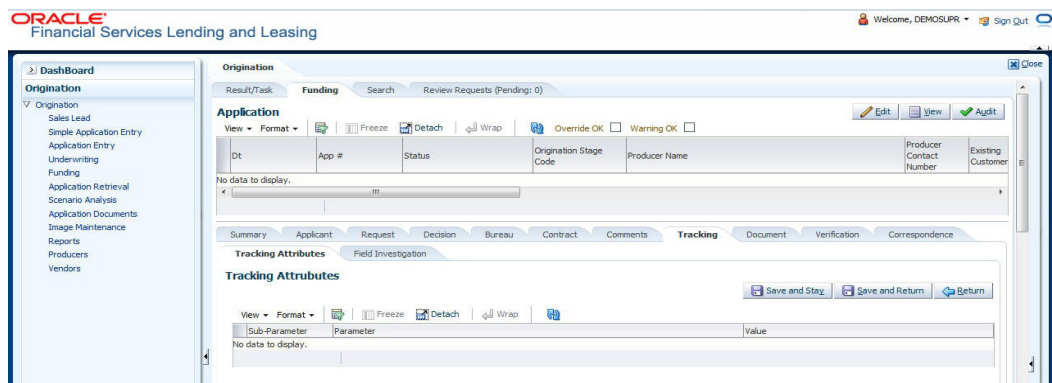 ORACLE
Financial Services Lending and Leasing
Welcome, DEMOSUPR
Sign Out
Close
DashBoard
Origination
Origination
Sales Lead
Simple Application Entry
Application Entry
Underwriting
Funding
Application Retrieval
Scenario Analysis
Application Documents
Image Maintenance
Reports
Producers
Vendors
Origination
Result/Task Funding Search Review Requests (Pending: 0)
Application
Edit View Audit
View Format Freeze Detach Wrap Override OK Warning OK
Dt App # Status Origination Stage Code Producer Name Producer Contact Number Existing Customer
No data to display.
Summary Applicant Request Decision Bureau Contract Comments Tracking Document Verification Correspondence
Tracking Attributes Field Investigation
Tracking Attrubutes
Save and Stay Save and Return Return
View Format Freeze Detach Wrap
Sub-Parameter Parameter Value
No data to display.